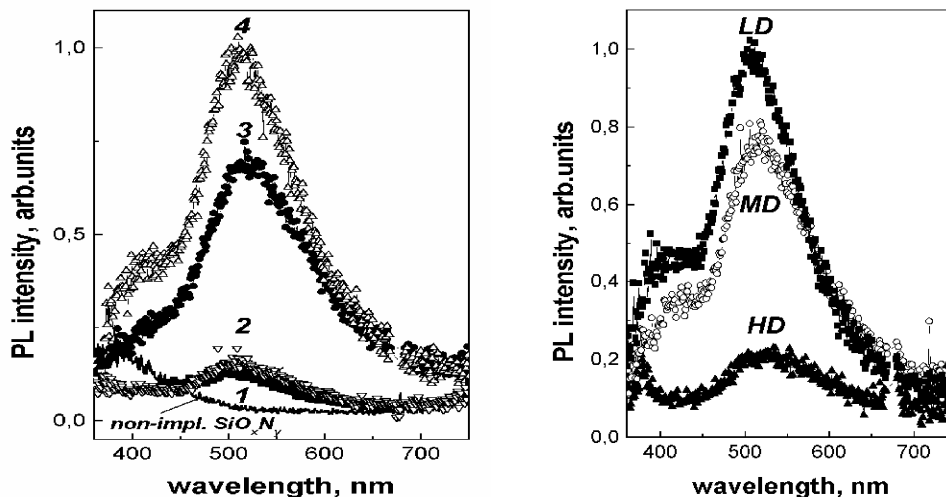 4
1,0
3
PL intensity, arb.units
0,5
2
1
non-impl. SiO N
x y
0,0
400 500 600 700
wavelength, nm
LD
1,0
0,8
MD
PL intensity, arb.units
0,6
0,4
HD
0,2
0,0
400 500 600 700
wavelength, nm